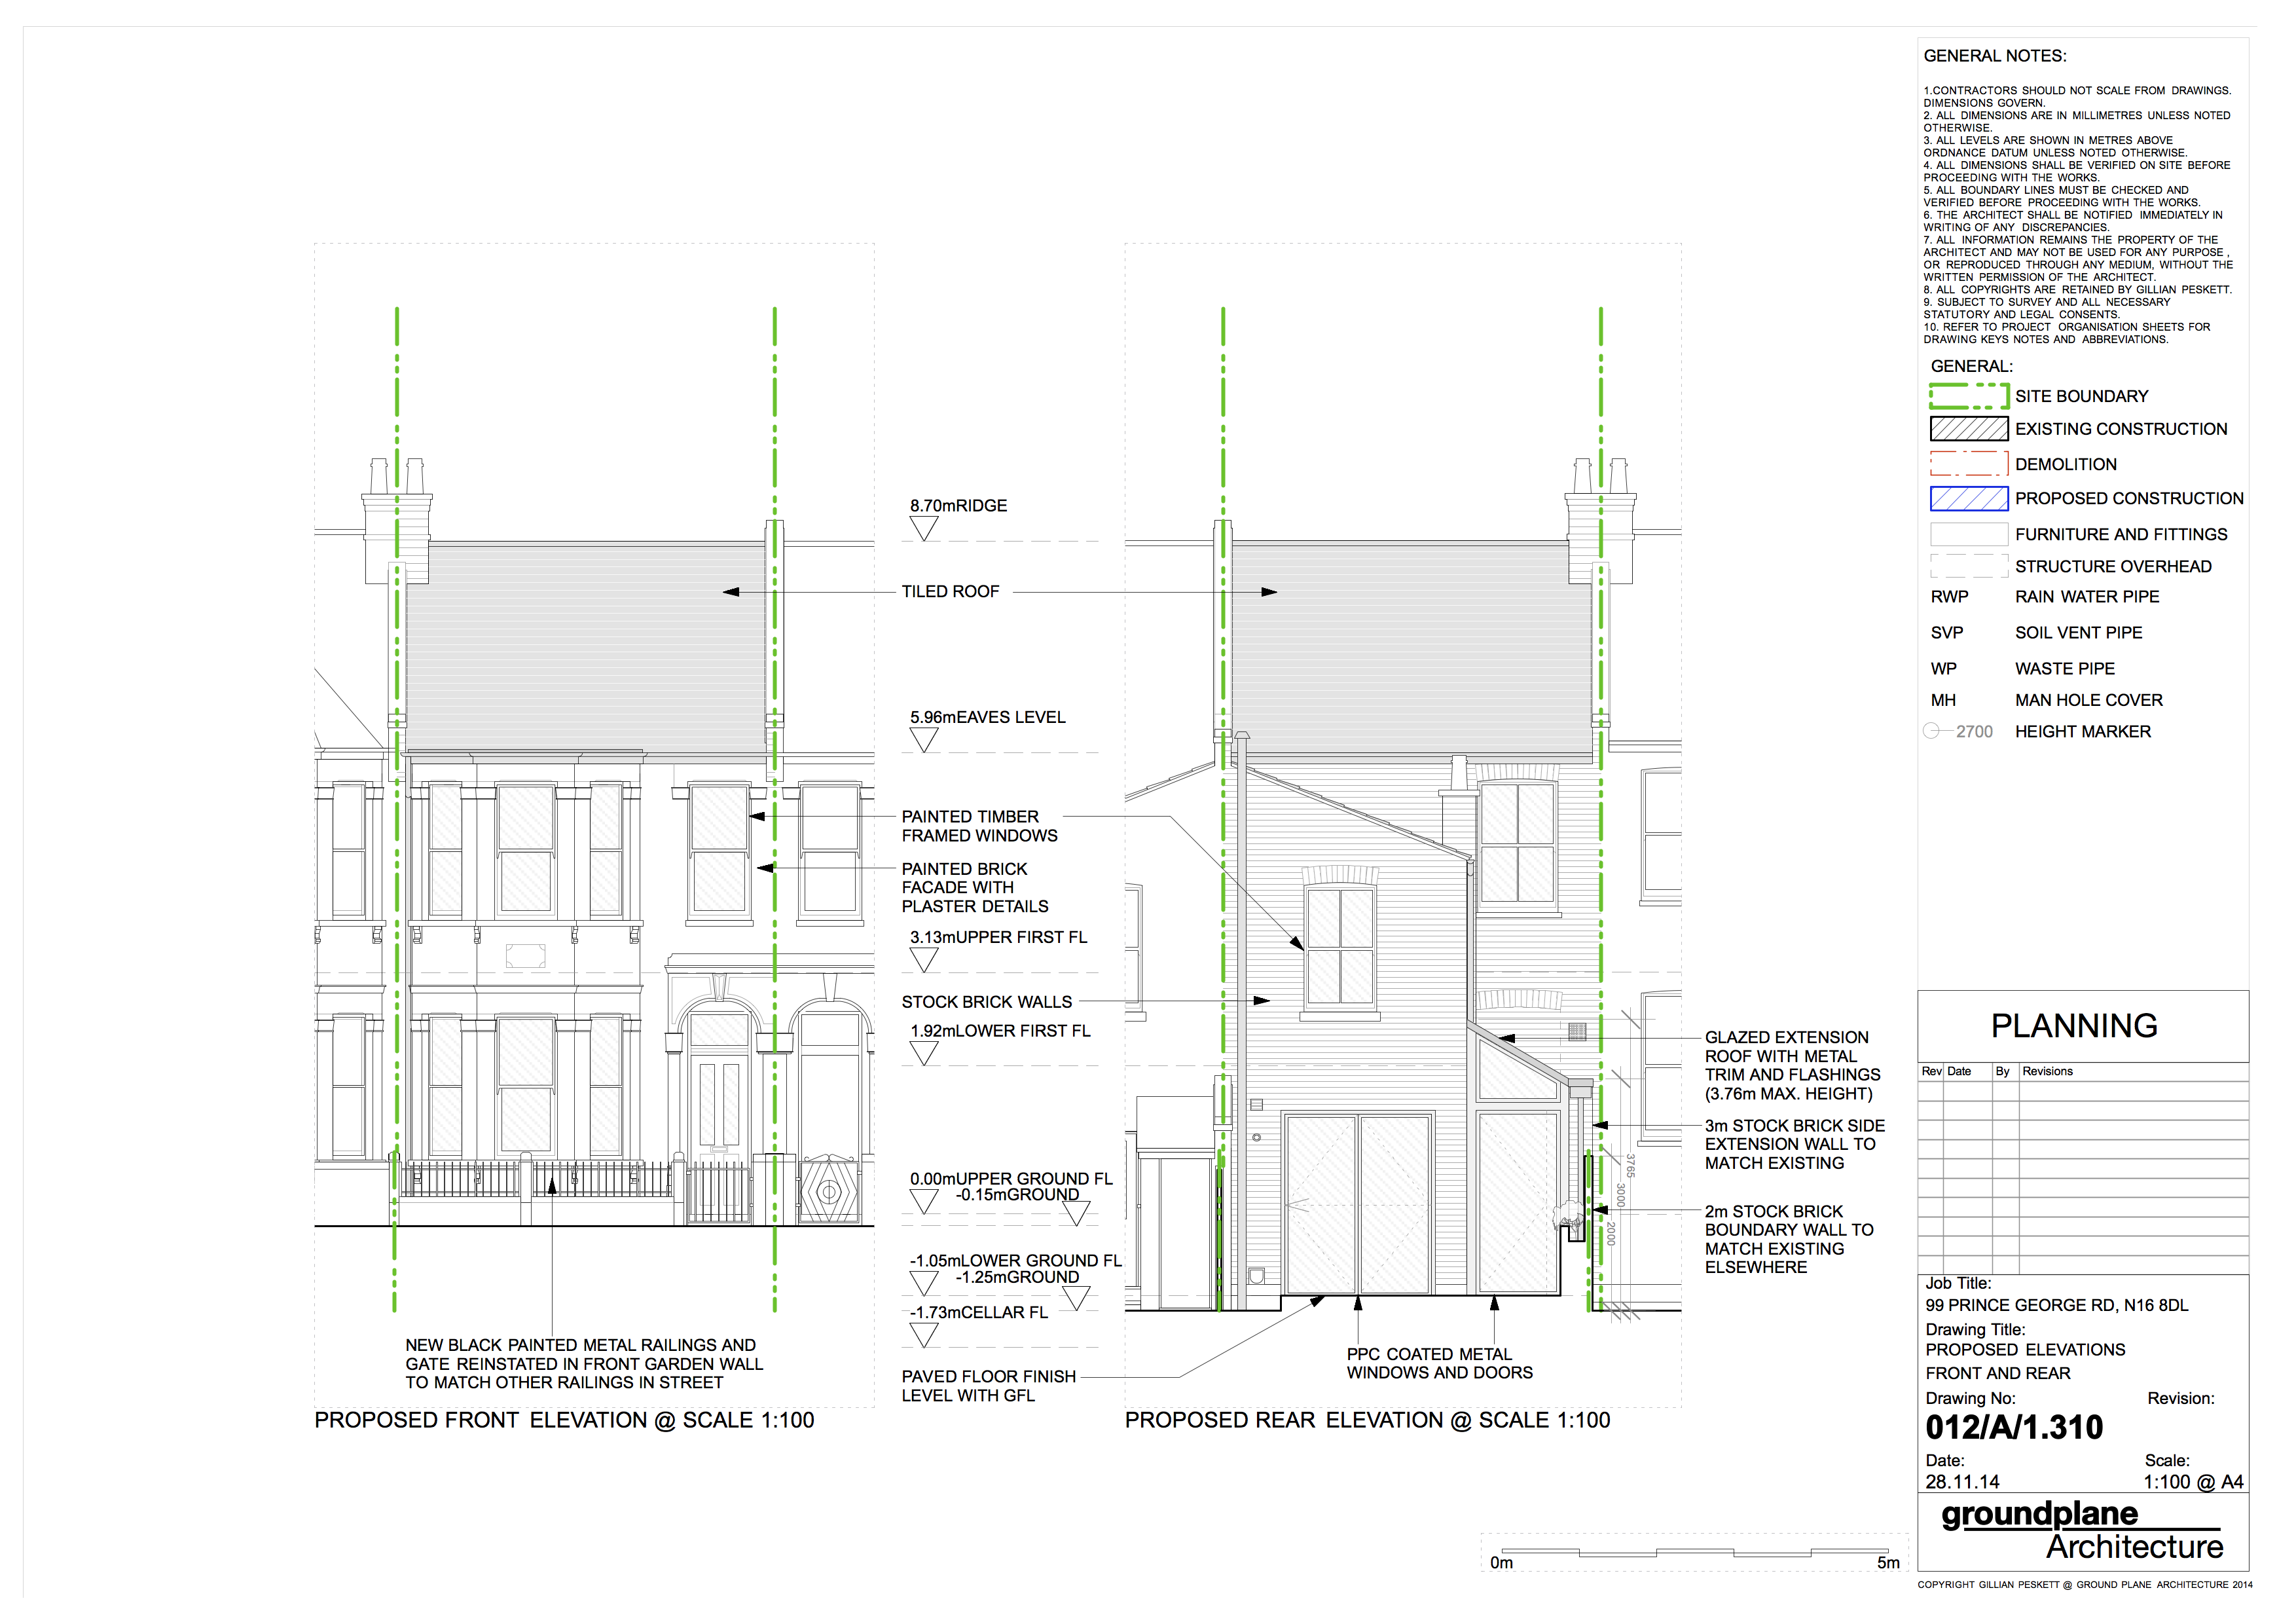 GENERAL NOTES:
1.CONTRACTORS SHOULD NOT SCALE FROM DRAWINGS.
DIMENSIONS GOVERN.
2. ALL DIMENSIONS ARE IN MILLIMETRES UNLESS NOTED
OTHERWISE.
3. ALL LEVELS ARE SHOWN IN METRES ABOVE
ORDNANCE DATUM UNLESS NOTED OTHERWISE.
4. ALL DIMENSIONS SHALL BE VERIFIED ON SITE BEFORE
PROCEEDING WITH THE WORKS.
5. ALL BOUNDARY LINES MUST BE CHECKED AND
VERIFIED BEFORE PROCEEDING WITH THE WORKS.
6. THE ARCHITECT SHALL BE NOTIFIED IMMEDIATELY IN
WRITING OF ANY DISCREPANCIES.
7. ALL INFORMATION REMAINS THE PROPERTY OF THE
ARCHITECT AND MAY NOT BE USED FOR ANY PURPOSE ,
OR REPRODUCED THROUGH ANY MEDIUM, WITHOUT THE
WRITTEN PERMISSION OF THE ARCHITECT.
8. ALL COPYRIGHTS ARE RETAINED BY GILLIAN PESKETT.
9. SUBJECT TO SURVEY AND ALL NECESSARY
STATUTORY AND LEGAL CONSENTS.
10. REFER TO PROJECT ORGANISATION SHEETS FOR
DRAWING KEYS NOTES AND ABBREVIATIONS.
GENERAL:
SITE BOUNDARY
EXISTING CONSTRUCTION
DEMOLITION
PROPOSED CONSTRUCTION
FURNITURE AND FITTINGS
STRUCTURE OVERHEAD
RWP RAIN WATER PIPE
SVP SOIL VENT PIPE
WP WASTE PIPE
MH MAN HOLE COVER
2700 HEIGHT MARKER
8.70mRIDGE
TILED ROOF
5.96mEAVES LEVEL
PAINTED TIMBER
FRAMED WINDOWS
PAINTED BRICK
FACADE WITH
PLASTER DETAILS
3.13mUPPER FIRST FL
STOCK BRICK WALLS
1.92mLOWER FIRST FL
0.00mUPPER GROUND FL
-0.15mGROUND
-1.05mLOWER GROUND FL
-1.25mGROUND
-1.73mCELLAR FL
PAVED FLOOR FINISH
LEVEL WITH GFL
NEW BLACK PAINTED METAL RAILINGS AND
GATE REINSTATED IN FRONT GARDEN WALL
TO MATCH OTHER RAILINGS IN STREET
PROPOSED FRONT ELEVATION @ SCALE 1:100
PPC COATED METAL
WINDOWS AND DOORS
PROPOSED REAR ELEVATION @ SCALE 1:100
GLAZED EXTENSION
ROOF WITH METAL
TRIM AND FLASHINGS
(3.76m MAX. HEIGHT)
3m STOCK BRICK SIDE
EXTENSION WALL TO
MATCH EXISTING
2m STOCK BRICK
BOUNDARY WALL TO
MATCH EXISTING
ELSEWHERE
3765
3000
2000
0m 5m
PLANNING
Rev Date By Revisions
Job Title:
99 PRINCE GEORGE RD, N16 8DL
Drawing Title:
PROPOSED ELEVATIONS
FRONT AND REAR
Drawing No: Revision:
012/A/1.310
Date: Scale:
28.11.14 1:100 @ A4
groundplane
Architecture
COPYRIGHT GILLIAN PESKETT @ GROUND PLANE ARCHITECTURE 2014